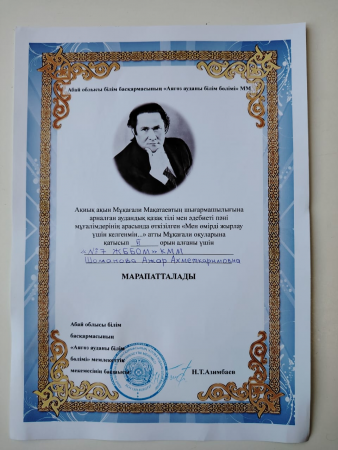 Абай облысы білім басқармасының «Аягөз ауданы білім бөлімі» ММ
Ақиық ақын Мұқағали Мақатаевтың шығармашылығына
арналған аудандық қазақ тілі мен әдебиеті пәні
мұғалімдерінің арасында өткізілген «Мен өмірді жырлау
үшін келгенмін...» атты Мұқағали оқуларына
қатысып II орын алғаны үшін
«№7 ЖББОМ» КММ
Шоманова Ажар Ахметкаримовна
МАРАПАТТАЛАДЫ
Абай облысы білім
басқармасының
«Аягөз» ауданы білім
бөлімі» мемлекеттік
мекемесінің басшысы Н.Т.Азимбаев